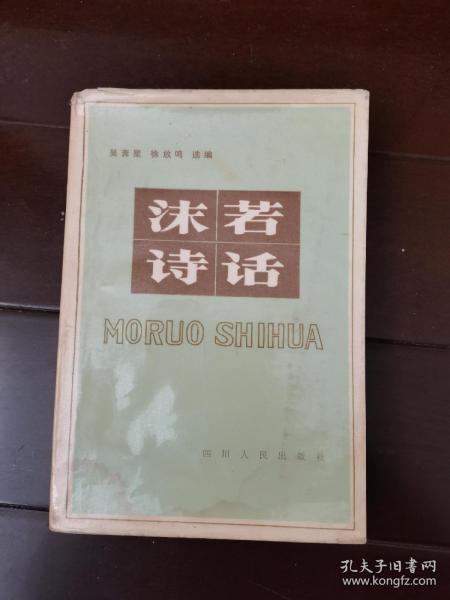 吴奔星 徐放鸣 选编
沫若
诗话
MORUO SHIHUA
四川人民出版社
孔夫子旧书网
www.kongfz.com